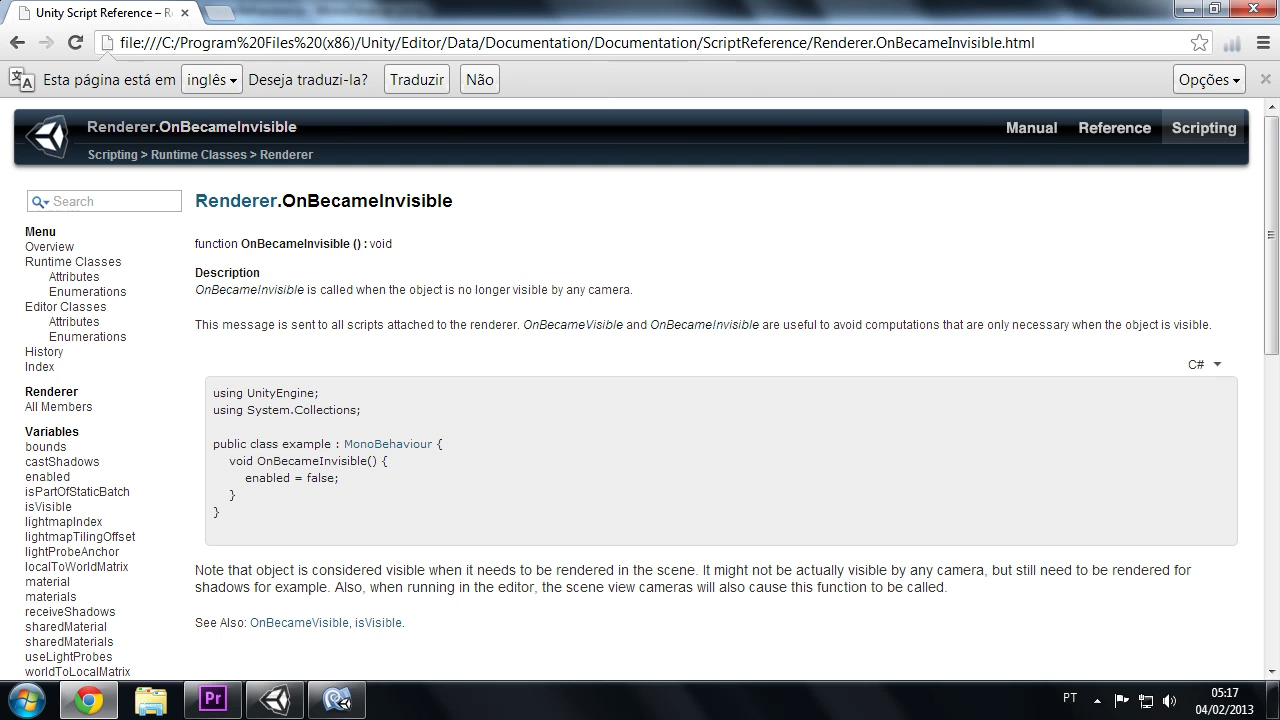 Unity Script Reference – R
file:///C:/Program%20Files%20(x86)/Unity/Editor/Data/Documentation/Documentation/ScriptReference/Renderer.OnBecameInvisible.html
Esta página está em inglês Deseja traduzi-la? Traduzir Não Opções
Renderer.OnBecameInvisible
Manual Reference Scripting
Scripting > Runtime Classes > Renderer
Search
Menu
Overview
Runtime Classes
Attributes
Enumerations
Editor Classes
Attributes
Enumerations
History
Index
Renderer
All Members
Variables
bounds
castShadows
enabled
isPartOfStaticBatch
isVisible
lightmapIndex
lightmapTilingOffset
lightProbeAnchor
localToWorldMatrix
material
materials
receiveShadows
sharedMaterial
sharedMaterials
useLightProbes
worldToLocalMatrix
Renderer.OnBecameInvisible
function OnBecameInvisible () : void
Description
OnBecameInvisible is called when the object is no longer visible by any camera.
This message is sent to all scripts attached to the renderer. OnBecameVisible and OnBecameInvisible are useful to avoid computations that are only necessary when the object is visible.
C#
using UnityEngine;
using System.Collections;
public class example : MonoBehaviour {
void OnBecameInvisible() {
enabled = false;
}
}
Note that object is considered visible when it needs to be rendered in the scene. It might not be actually visible by any camera, but still need to be rendered for
shadows for example. Also, when running in the editor, the scene view cameras will also cause this function to be called.
See Also: OnBecameVisible, isVisible.
Pr
PT
05:17
04/02/2013